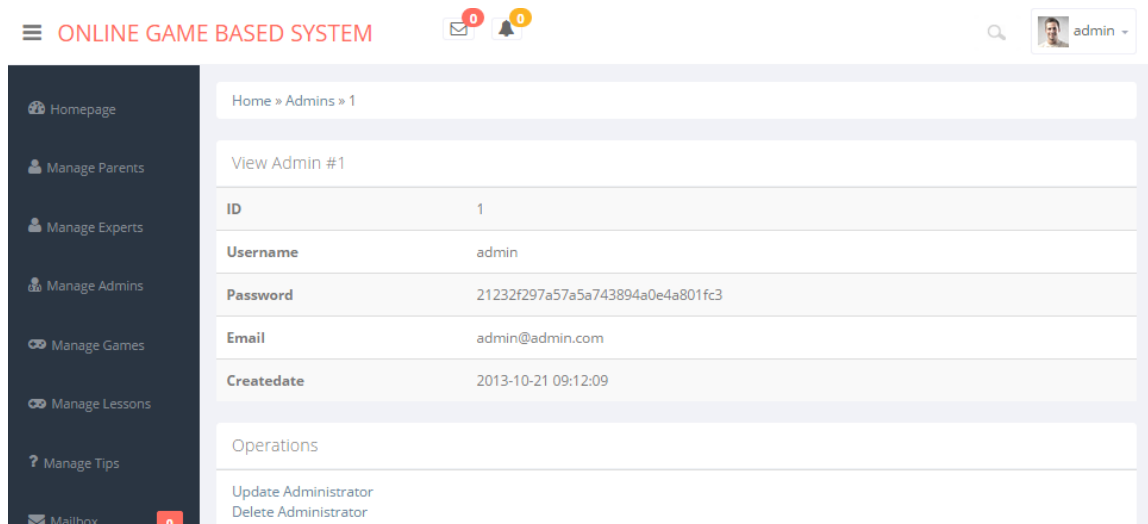 ONLINE GAME BASED SYSTEM
0
0
admin
Homepage
Manage Parents
Manage Experts
Manage Admins
Manage Games
Manage Lessons
? Manage Tips
Mailbox 0
Home » Admins » 1
View Admin #1
ID 1
Username admin
Password 21232f297a57a5a743894a0e4a801fc3
Email admin@admin.com
Createdate 2013-10-21 09:12:09
Operations
Update Administrator
Delete Administrator